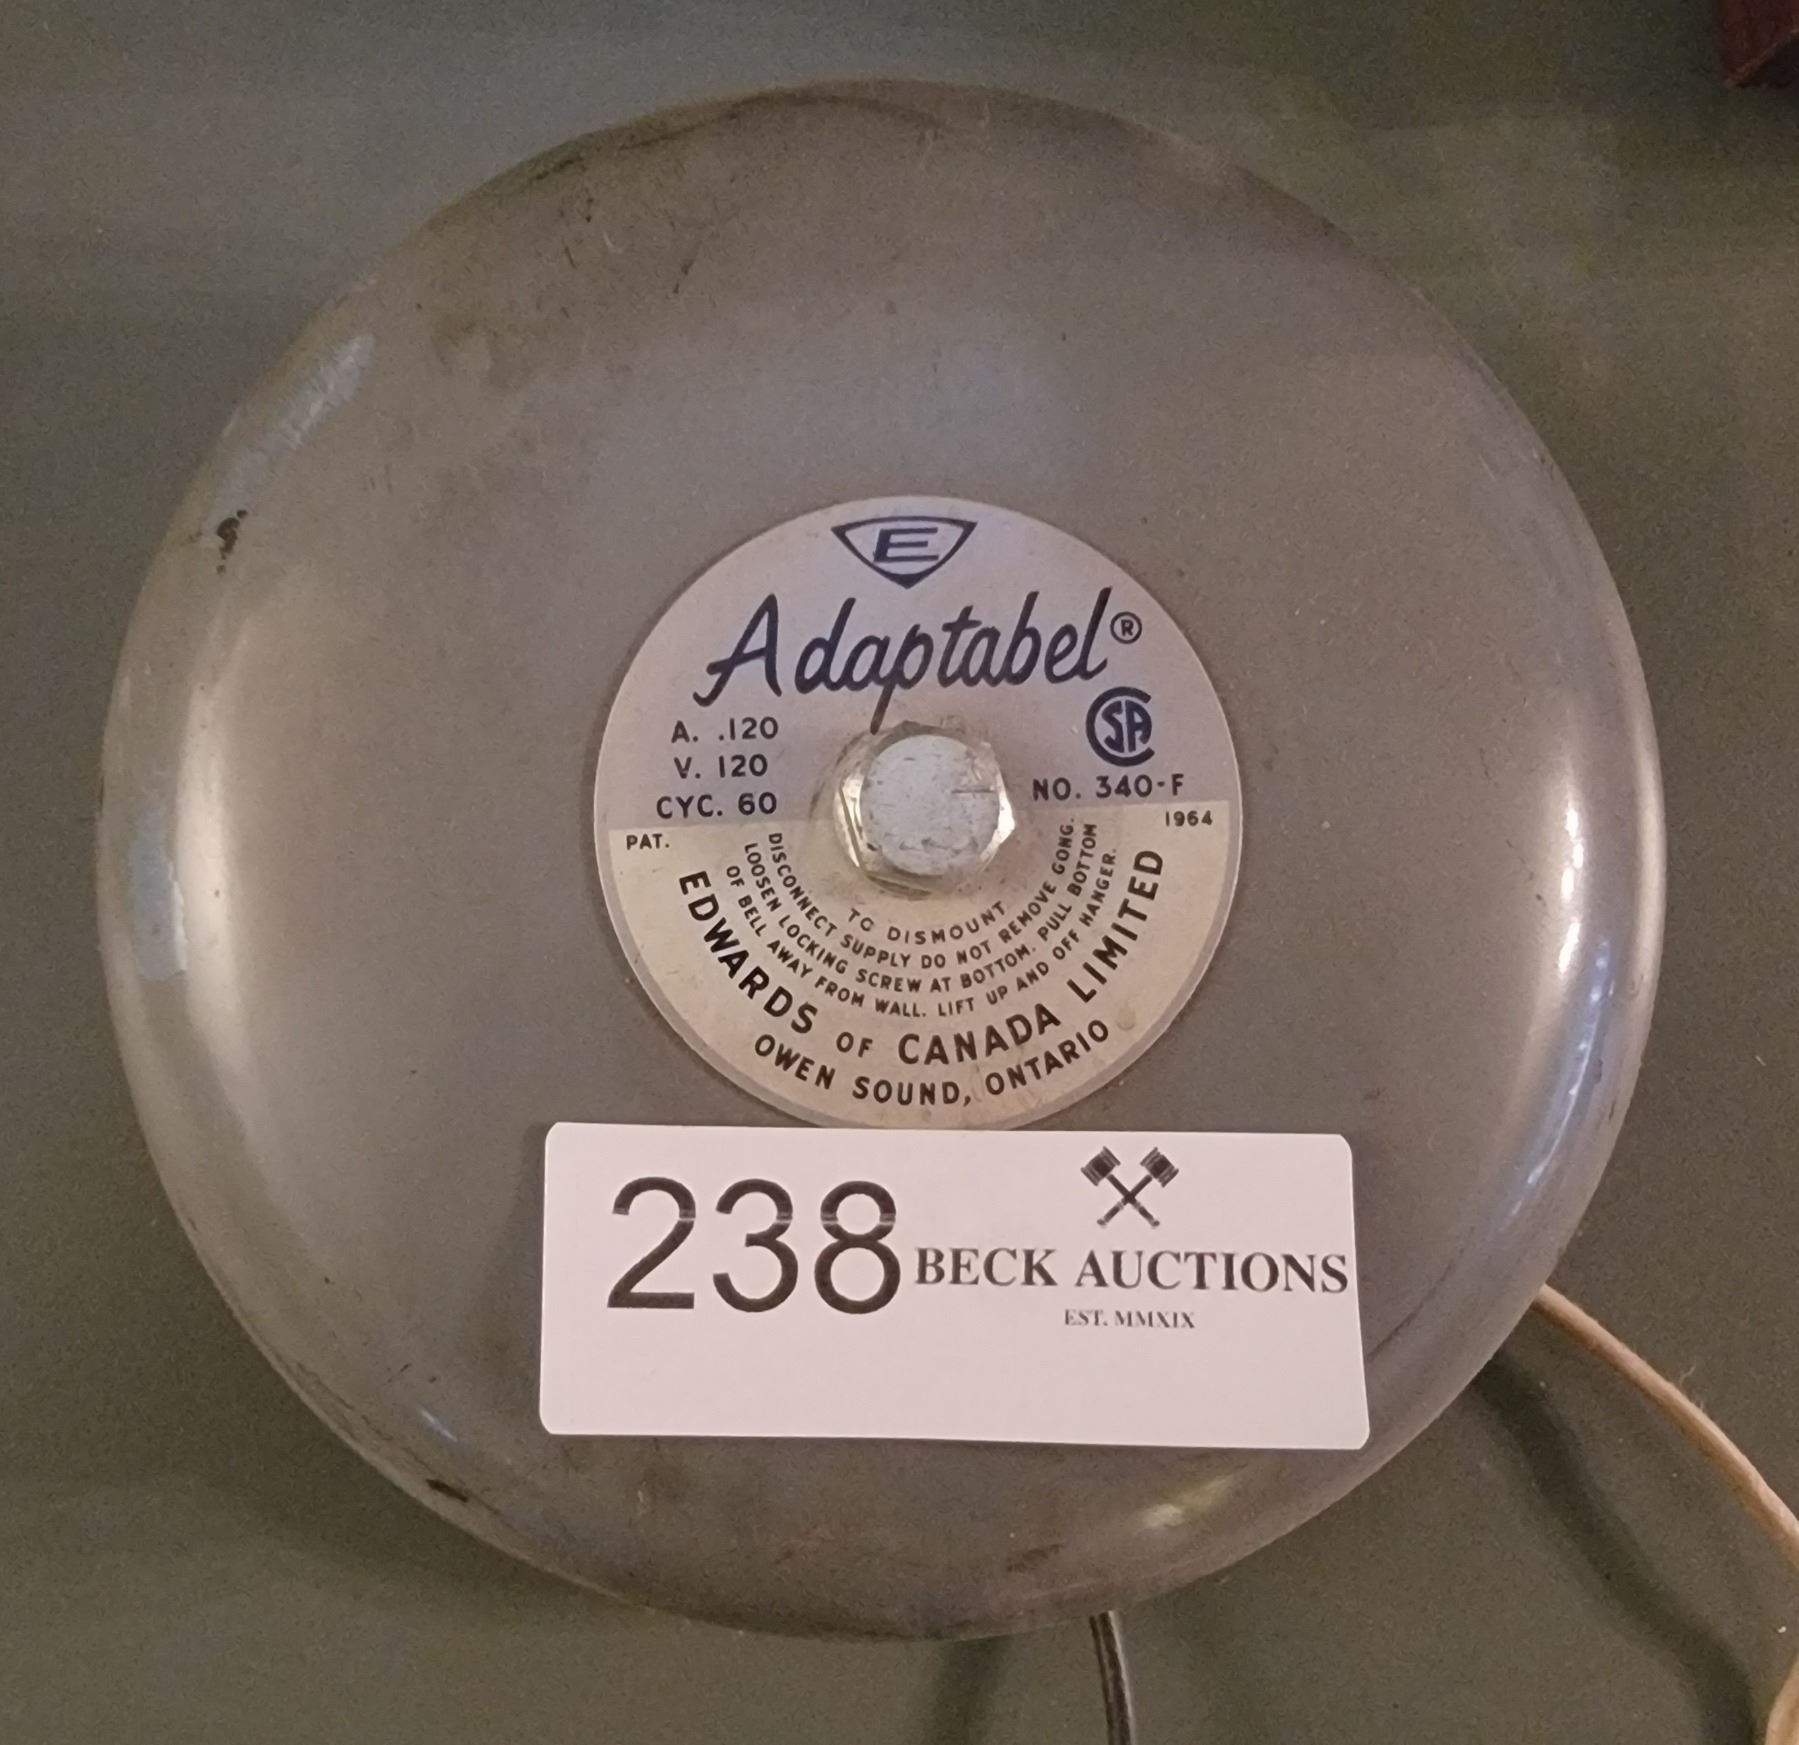 E
Adaptabel®
A. .120
V. 120
CYC. 60
CSA
NO. 340-F
PAT. 1964
TO DISMOUNT
DISCONNECT SUPPLY DO NOT REMOVE GONG.
LOOSEN LOCKING SCREW AT BOTTOM. PULL BOTTOM
OF BELL AWAY FROM WALL. LIFT UP AND OFF HANGER.
EDWARDS OF CANADA LIMITED
OWEN SOUND, ONTARIO
238
BECK AUCTIONS
EST. MMXIX